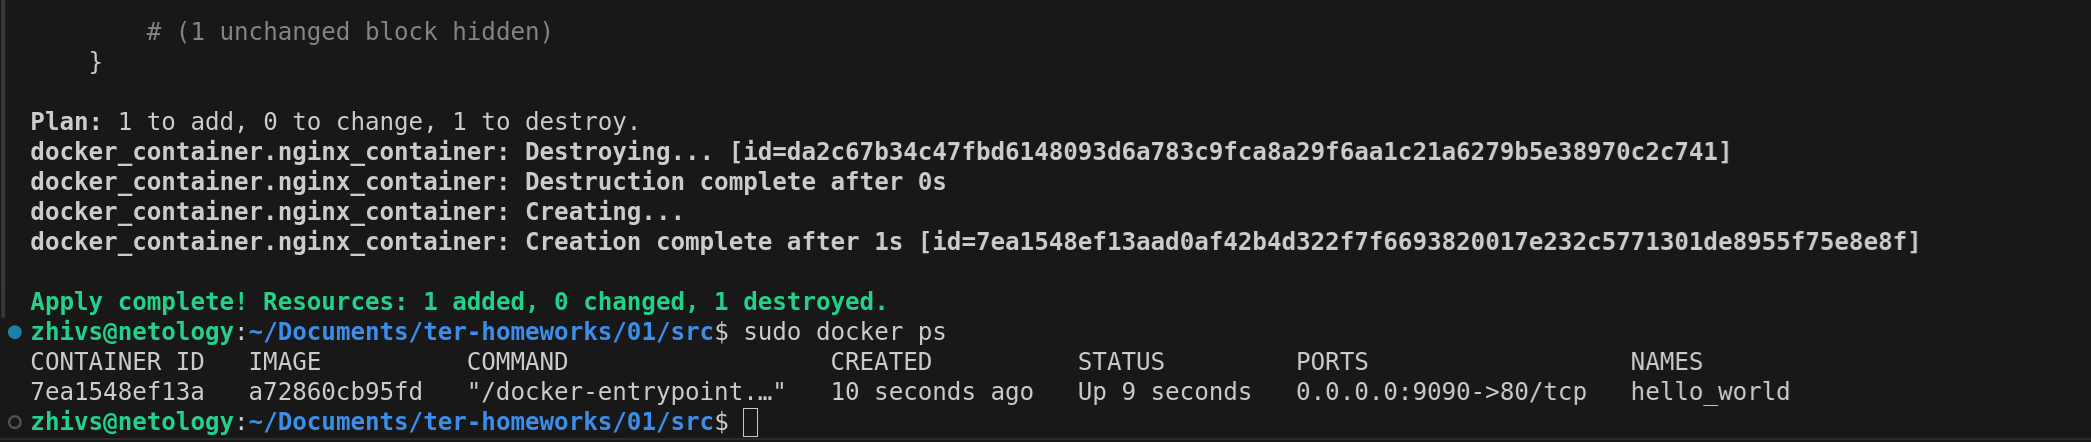 # (1 unchanged block hidden)
}
Plan: 1 to add, 0 to change, 1 to destroy.
docker_container.nginx_container: Destroying... [id=da2c67b34c47fbd6148093d6a783c9fca8a29f6aa1c21a6279b5e38970c2c741]
docker_container.nginx_container: Destruction complete after 0s
docker_container.nginx_container: Creating...
docker_container.nginx_container: Creation complete after 1s [id=7ea1548ef13aad0af42b4d322f7f6693820017e232c5771301de8955f75e8e8f]
Apply complete! Resources: 1 added, 0 changed, 1 destroyed.
zhivs@netology:~/Documents/ter-homeworks/01/src$ sudo docker ps
CONTAINER ID   IMAGE          COMMAND                  CREATED          STATUS         PORTS                  NAMES
7ea1548ef13a   a72860cb95fd   "/docker-entrypoint.…"   10 seconds ago   Up 9 seconds   0.0.0.0:9090->80/tcp   hello_world
zhivs@netology:~/Documents/ter-homeworks/01/src$